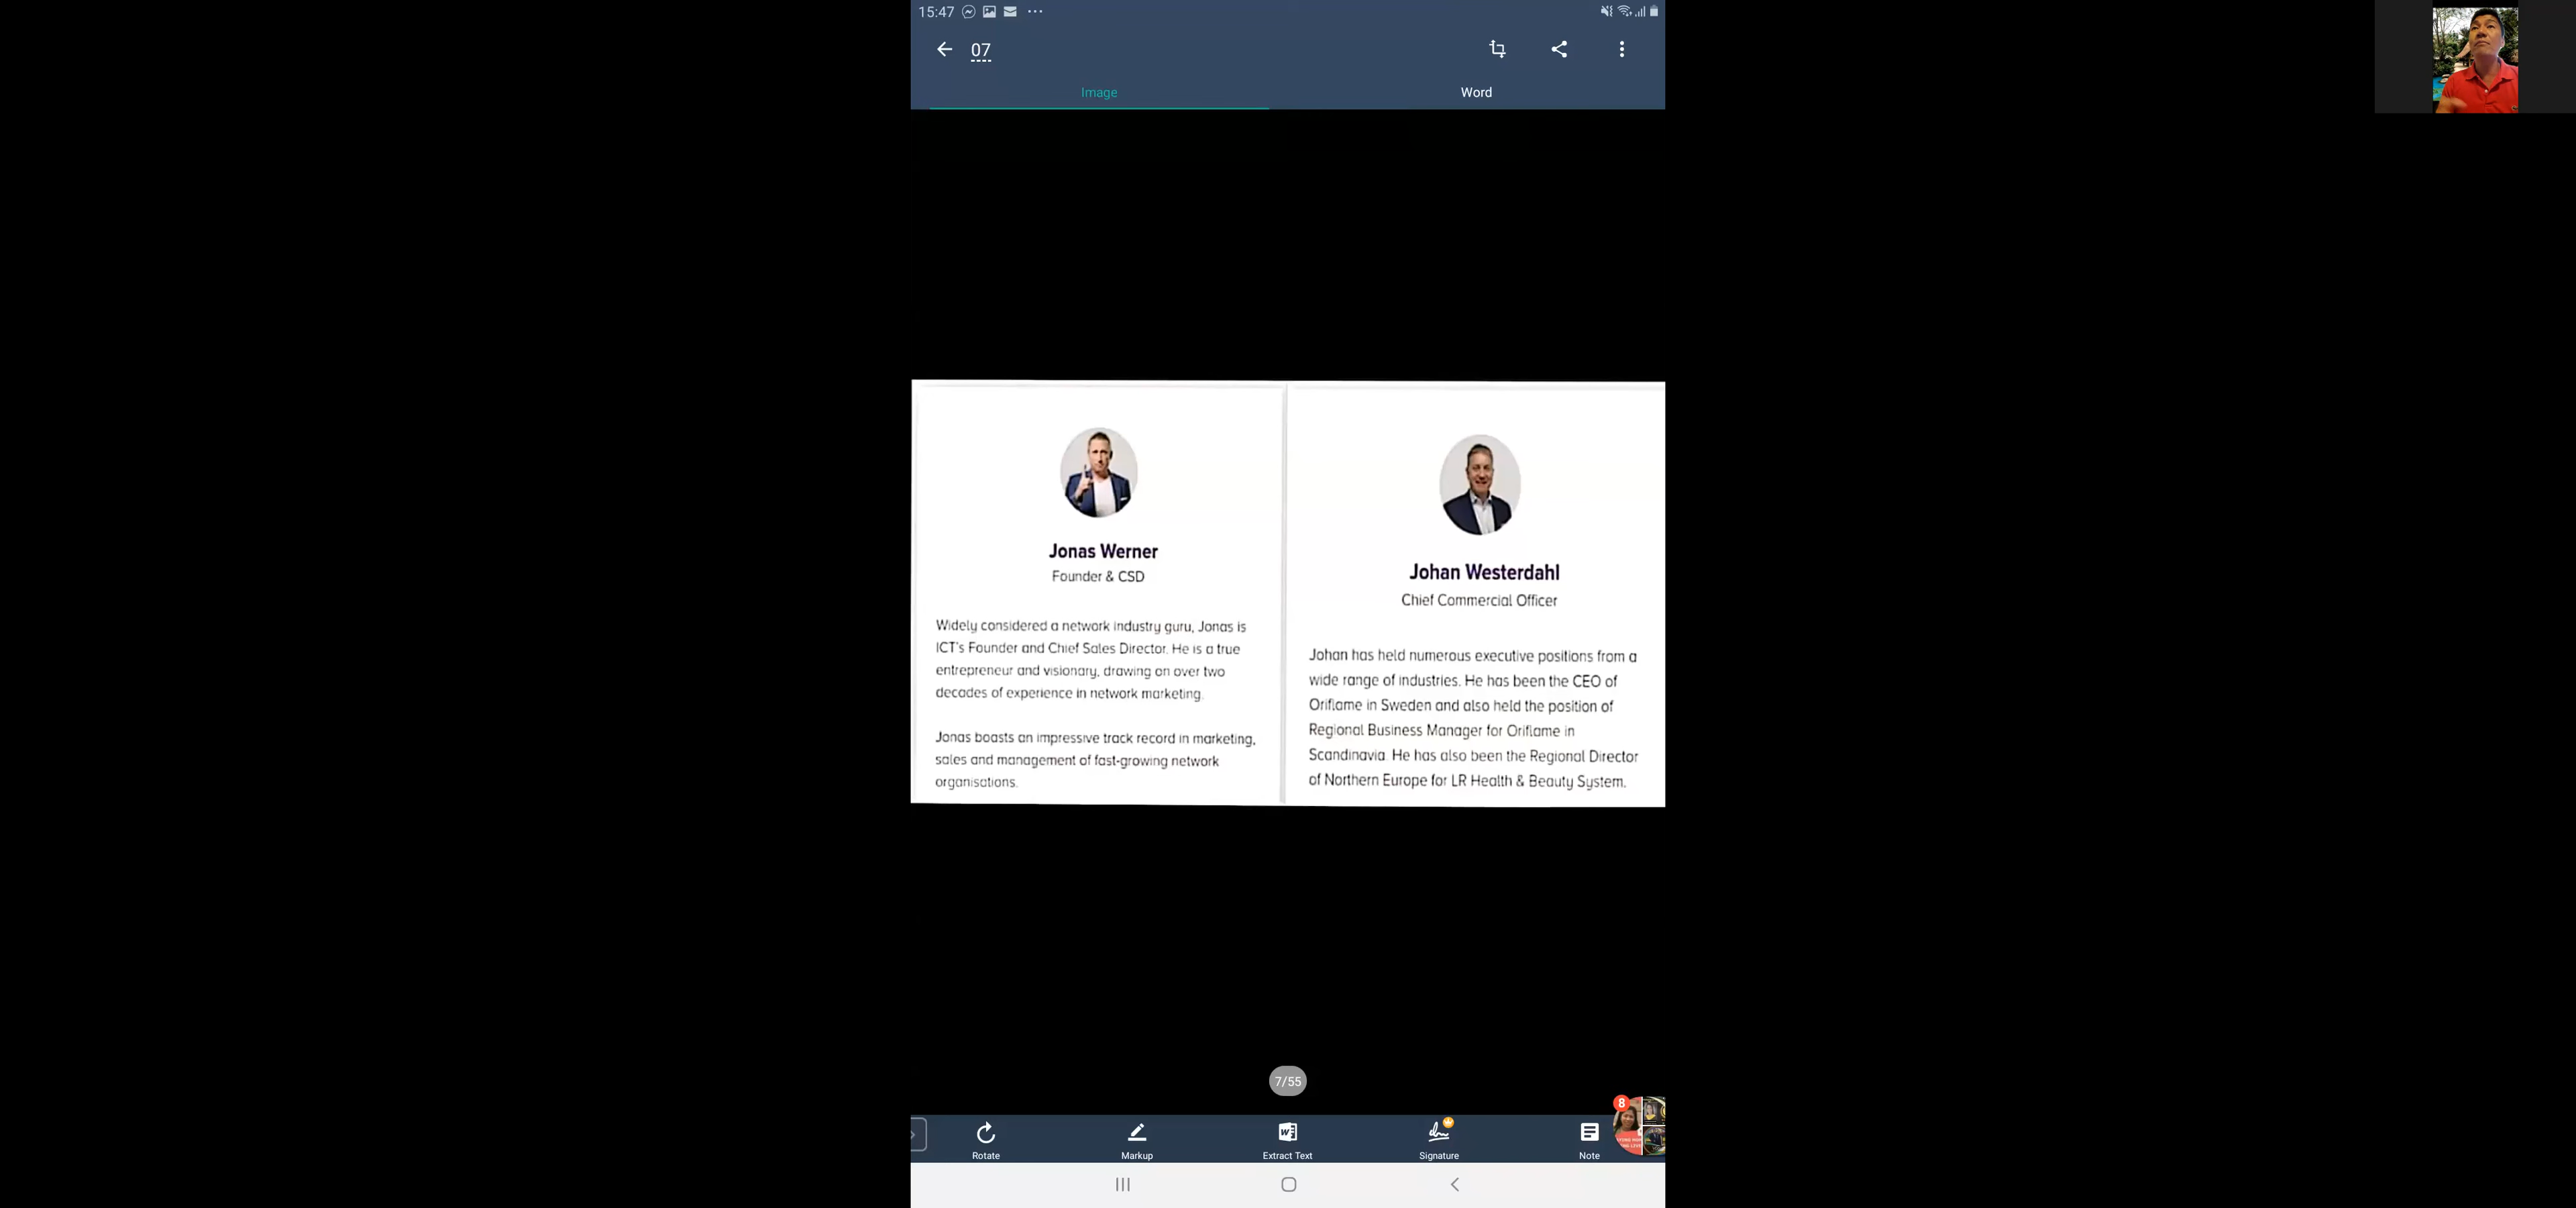 15:47
07
Image
Word
Jonas Werner
Founder & CSD
Widely considered a network industry guru, Jonas is
ICT's Founder and Chief Sales Director. He is a true
entrepreneur and visionary, drawing on over two
decades of experience in network marketing.
Jonas boasts an impressive track record in marketing,
sales and management of fast-growing network
organisations.
Johan Westerdahl
Chief Commercial Officer
Johan has held numerous executive positions from a
wide range of industries. He has been the CEO of
Oriflame in Sweden and also held the position of
Regional Business Manager for Oriflame in
Scandinavia. He has also been the Regional Director
of Northern Europe for LR Health & Beauty System.
7/55
8
Rotate
Markup
Extract Text
Signature
Note